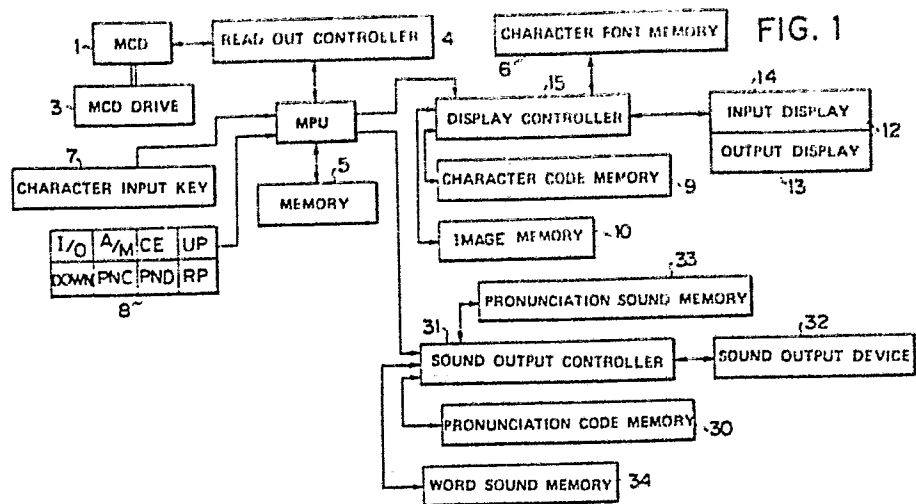 FIG. 1
1
MCD
READ OUT CONTROLLER
4
CHARACTER FONT MEMORY
6
3
MCD DRIVE
MPU
15
DISPLAY CONTROLLER
14
INPUT DISPLAY
12
OUTPUT DISPLAY
13
7
CHARACTER INPUT KEY
5
MEMORY
CHARACTER CODE MEMORY
9
IMAGE MEMORY
10
I/O A/M CE UP
DOWN PNC PND RP
8
33
PRONUNCIATION SOUND MEMORY
31
SOUND OUTPUT CONTROLLER
32
SOUND OUTPUT DEVICE
PRONUNCIATION CODE MEMORY
30
WORD SOUND MEMORY
34